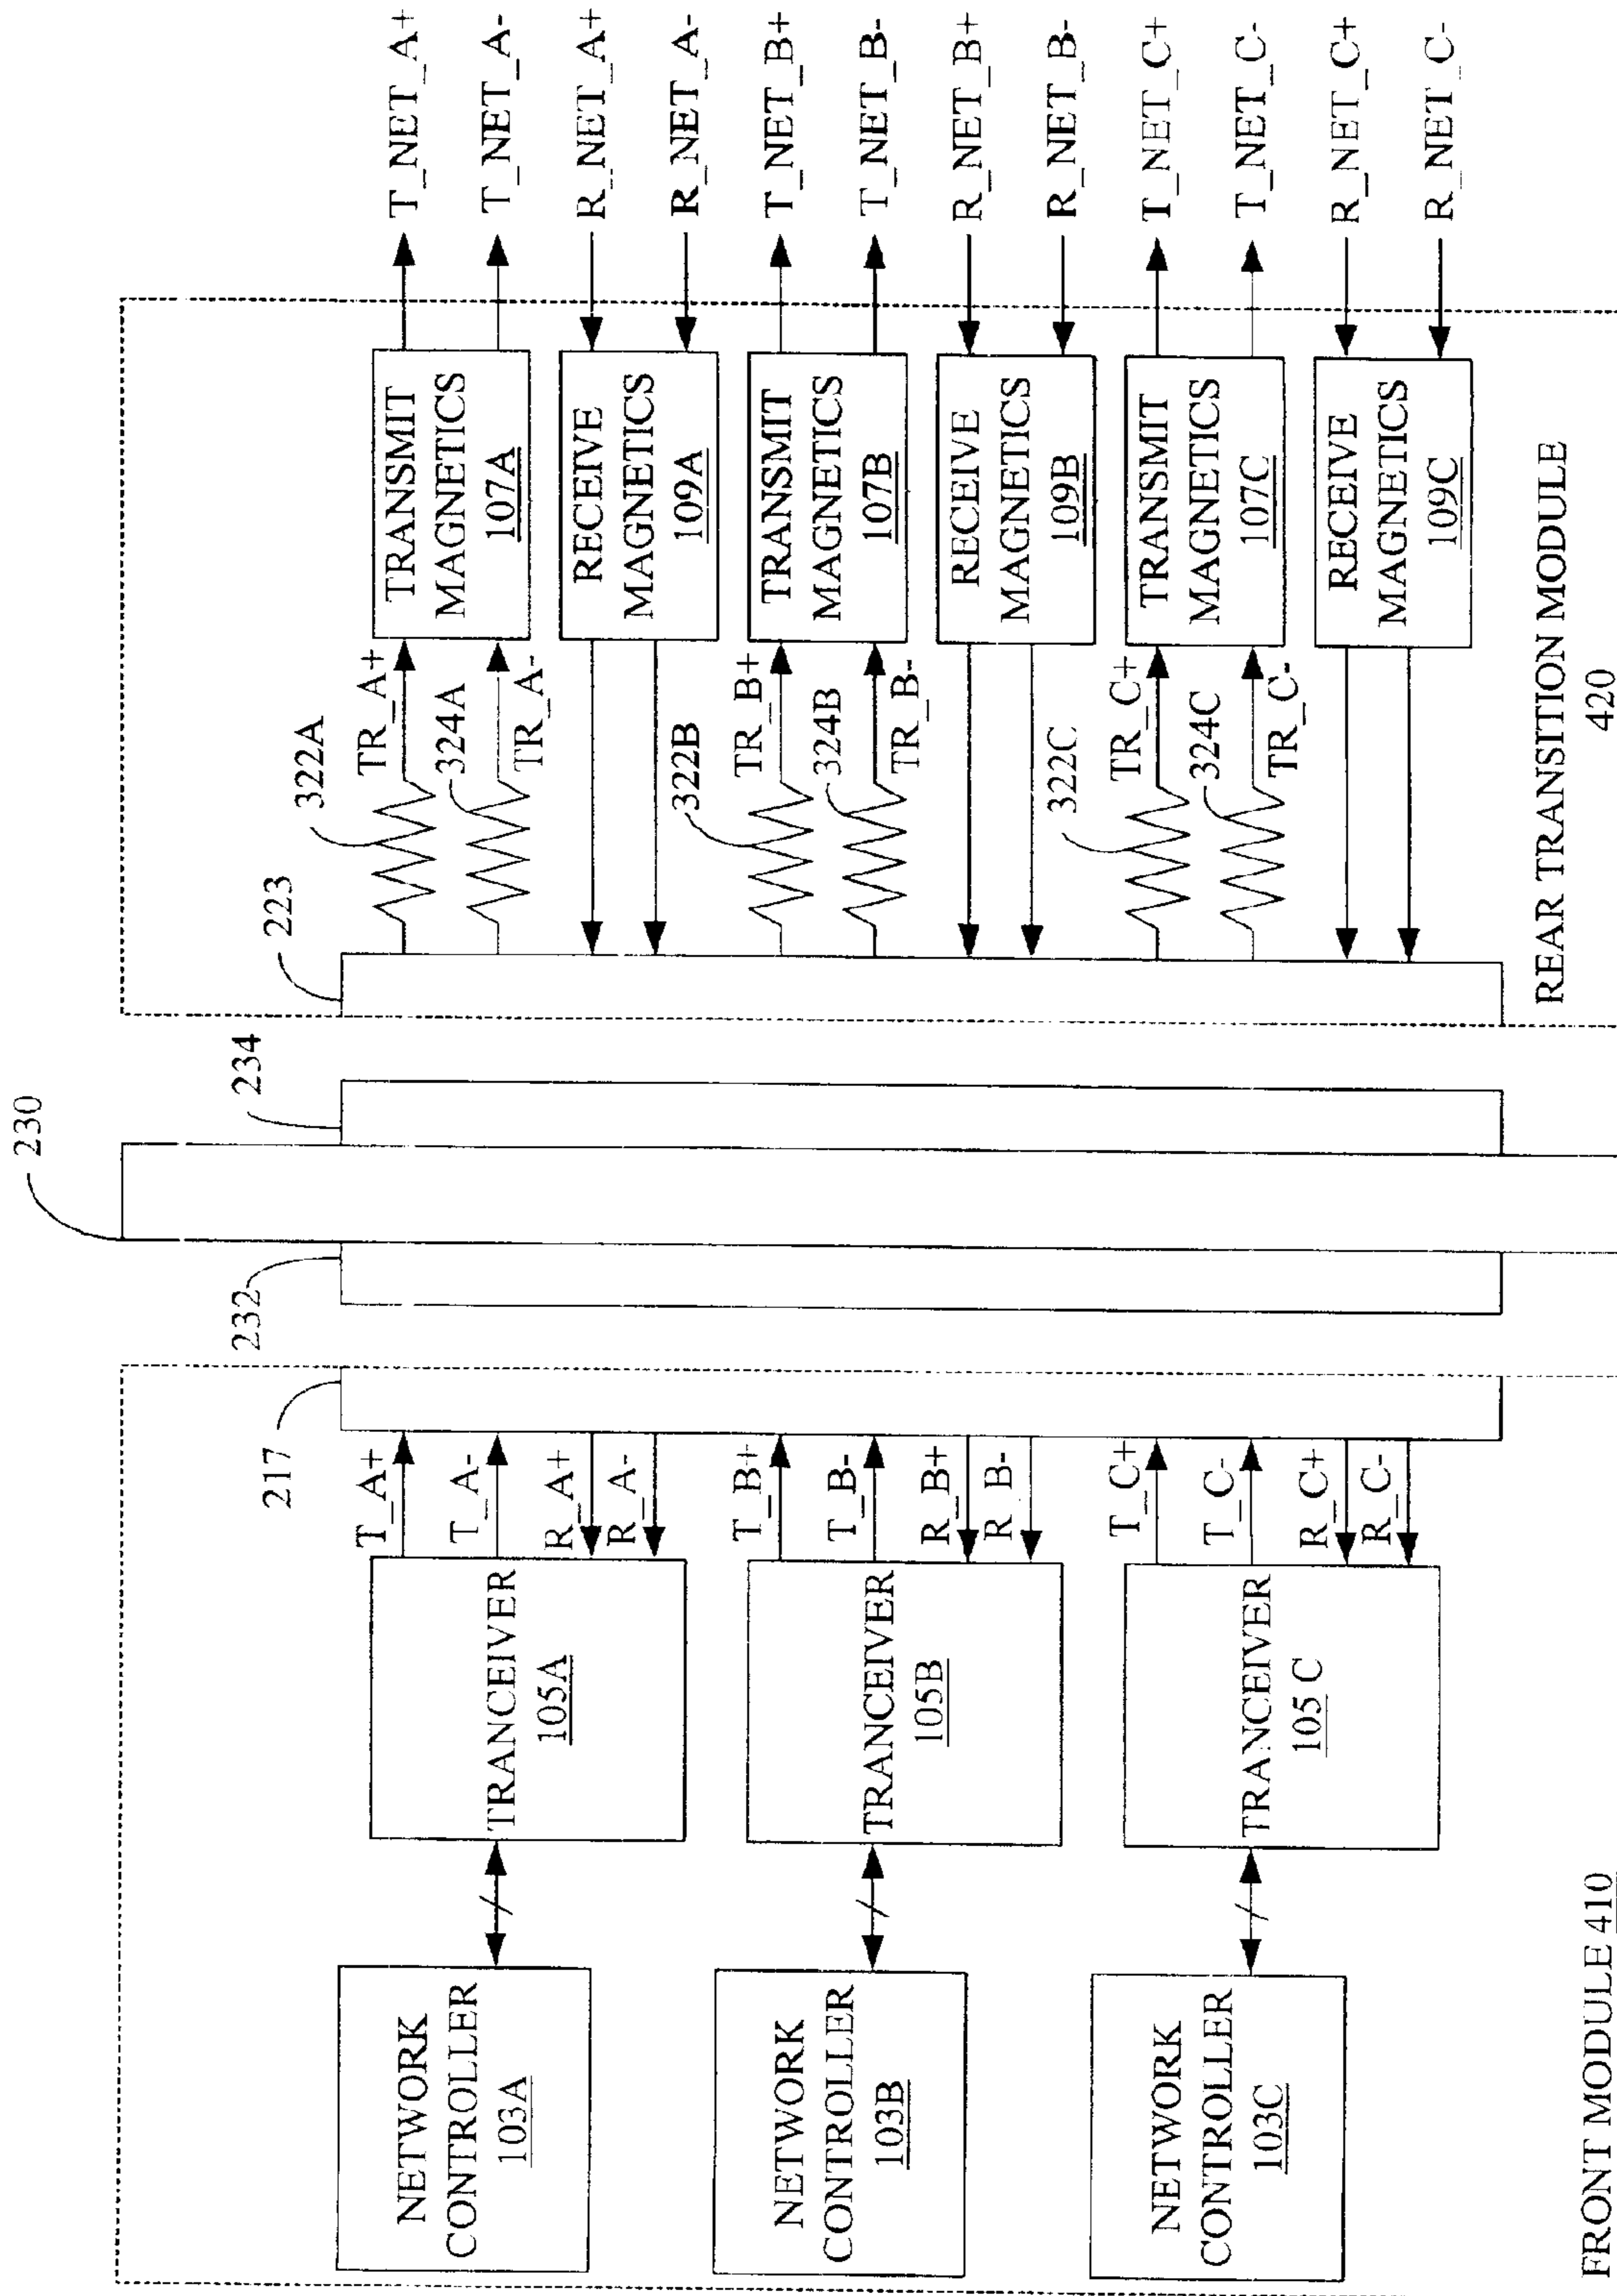 230
217
232
234
223
322A
TR_A+
324A
TR_A-
322B
TR_B+
324B
TR_B-
322C
TR_C+
324C
TR_C-
NETWORK
CONTROLLER
103A
TRANCEIVER
105A
T_A+
T_A-
R_A+
R_A-
TRANSMIT
MAGNETICS
107A
T_NET_A+
T_NET_A-
RECEIVE
MAGNETICS
109A
R_NET_A+
R_NET_A-
NETWORK
CONTROLLER
103B
TRANCEIVER
105B
T_B+
T_B-
R_B+
R_B-
TRANSMIT
MAGNETICS
107B
T_NET_B+
T_NET_B-
RECEIVE
MAGNETICS
109B
R_NET_B+
R_NET_B-
NETWORK
CONTROLLER
103C
TRANCEIVER
105 C
T_C+
T_C-
R_C+
R_C-
TRANSMIT
MAGNETICS
107C
T_NET_C+
T_NET_C-
RECEIVE
MAGNETICS
109C
R_NET_C+
R_NET_C-
FRONT MODULE 410
REAR TRANSITION MODULE
420